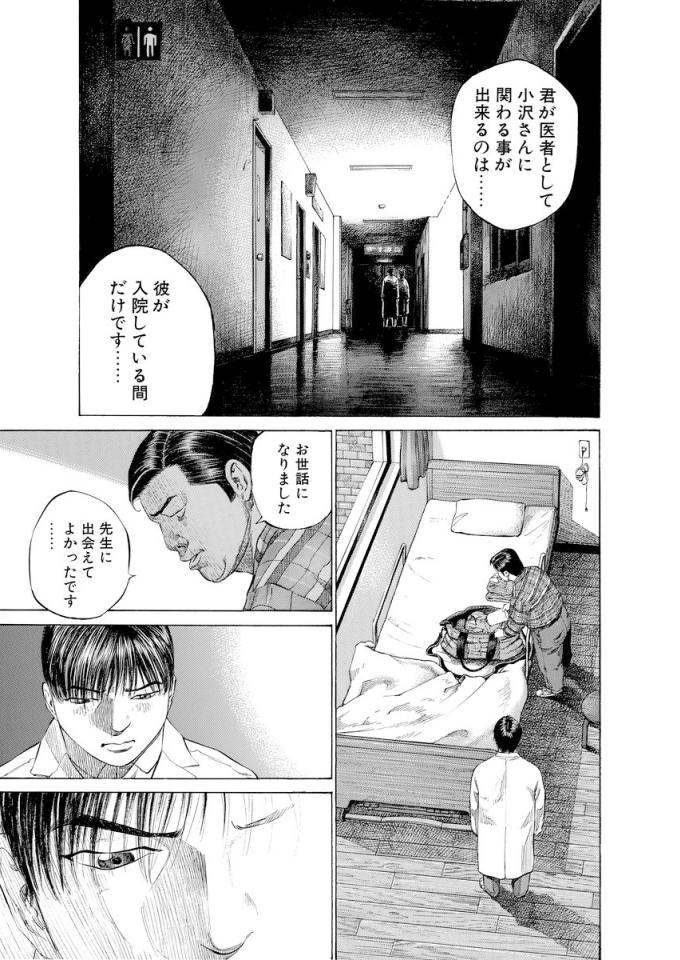 君が医者として
小沢さんに
関わる事が
出来るのは……
彼が
入院している間
だけです……
お世話に
なりました
先生に
出会えて
よかったです
……